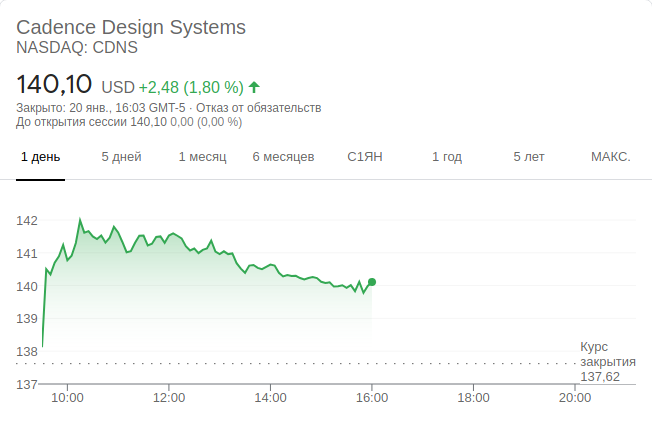 Cadence Design Systems
NASDAQ: CDNS
140,10 USD +2,48 (1,80 %)
Закрыто: 20 янв., 16:03 GMT-5 · Отказ от обязательств
До открытия сессии 140,10 0,00 (0,00 %)
1 день 5 дней 1 месяц 6 месяцев С1ЯН 1 год 5 лет МАКС.
142
141
140
139
138
Курс
закрытия
137,62
137
10:00 12:00 14:00 16:00 18:00 20:00